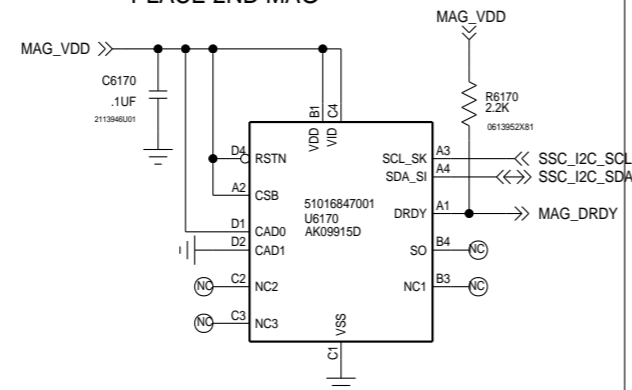 PLACE 2ND MAG
MAG_VDD
MAG_VDD
C6170
.1UF
2113946U01
R6170
2.2K
0613952X81
B1
C4
VDD
VID
D4
RSTN
SCL_SK
A3
SSC_I2C_SCL
SDA_SI
A4
SSC_I2C_SDA
A2
CSB
51016847001
U6170
AK09915D
DRDY
A1
MAG_DRDY
D1
CAD0
D2
CAD1
SO
B4
NC
NC
C2
NC2
NC1
B3
NC
NC
C3
NC3
VSS
C1